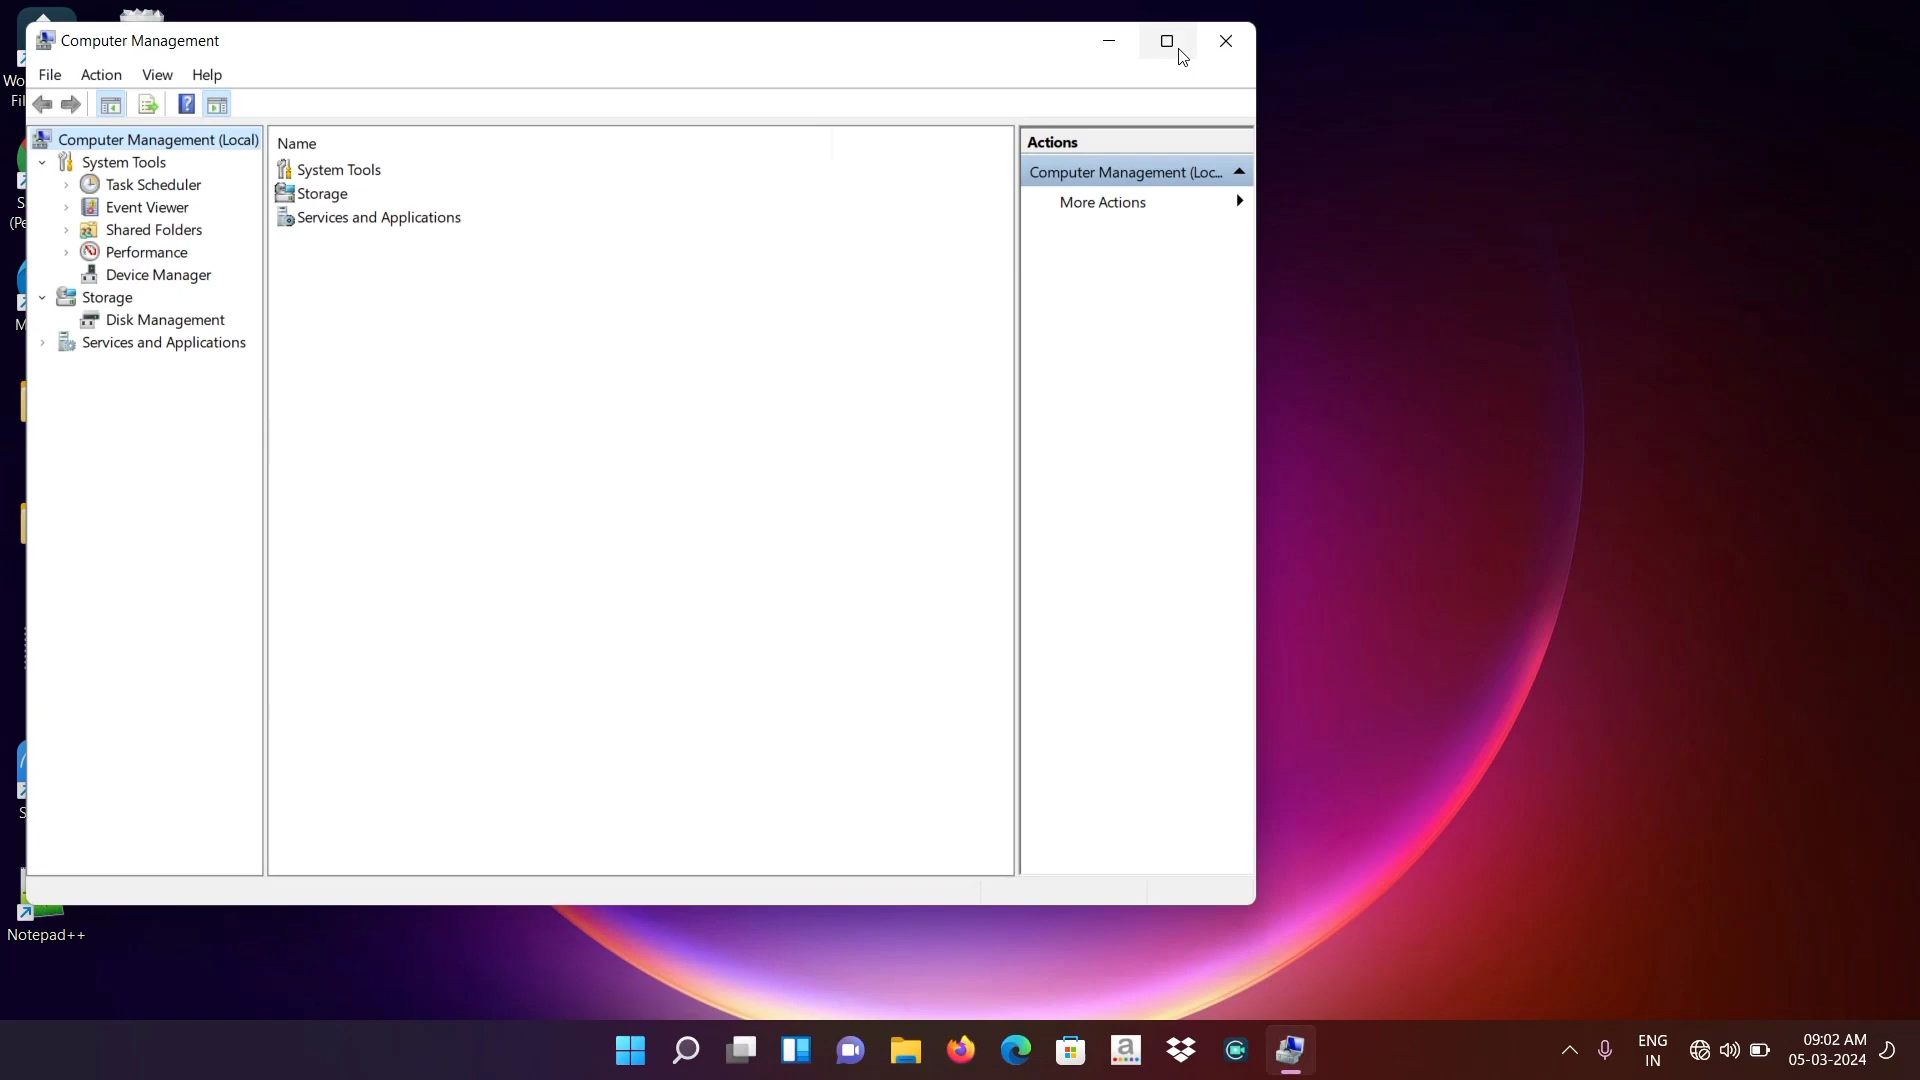 Computer Management
File Action View Help
Computer Management (Local)
System Tools
Task Scheduler
Event Viewer
Shared Folders
Performance
Device Manager
Storage
Disk Management
Services and Applications
Name
System Tools
Storage
Services and Applications
Actions
Computer Management (Loc...
More Actions
Notepad++
ENG
IN
09:02 AM
05-03-2024